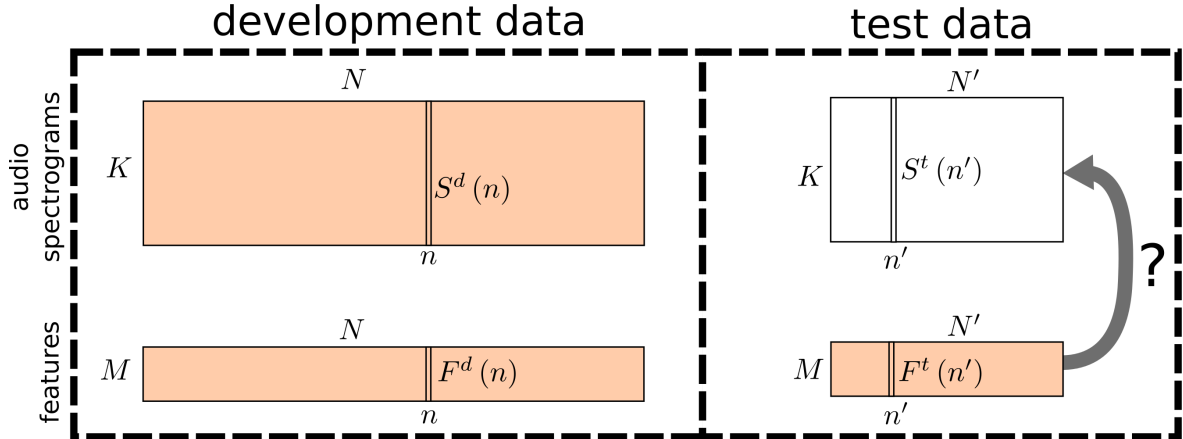 development data
test data
audio
spectrograms
N
K
S^d (n)
n
N′
K
S^t (n′)
n′
?
features
N
M
F^d (n)
n
N′
M
F^t (n′)
n′